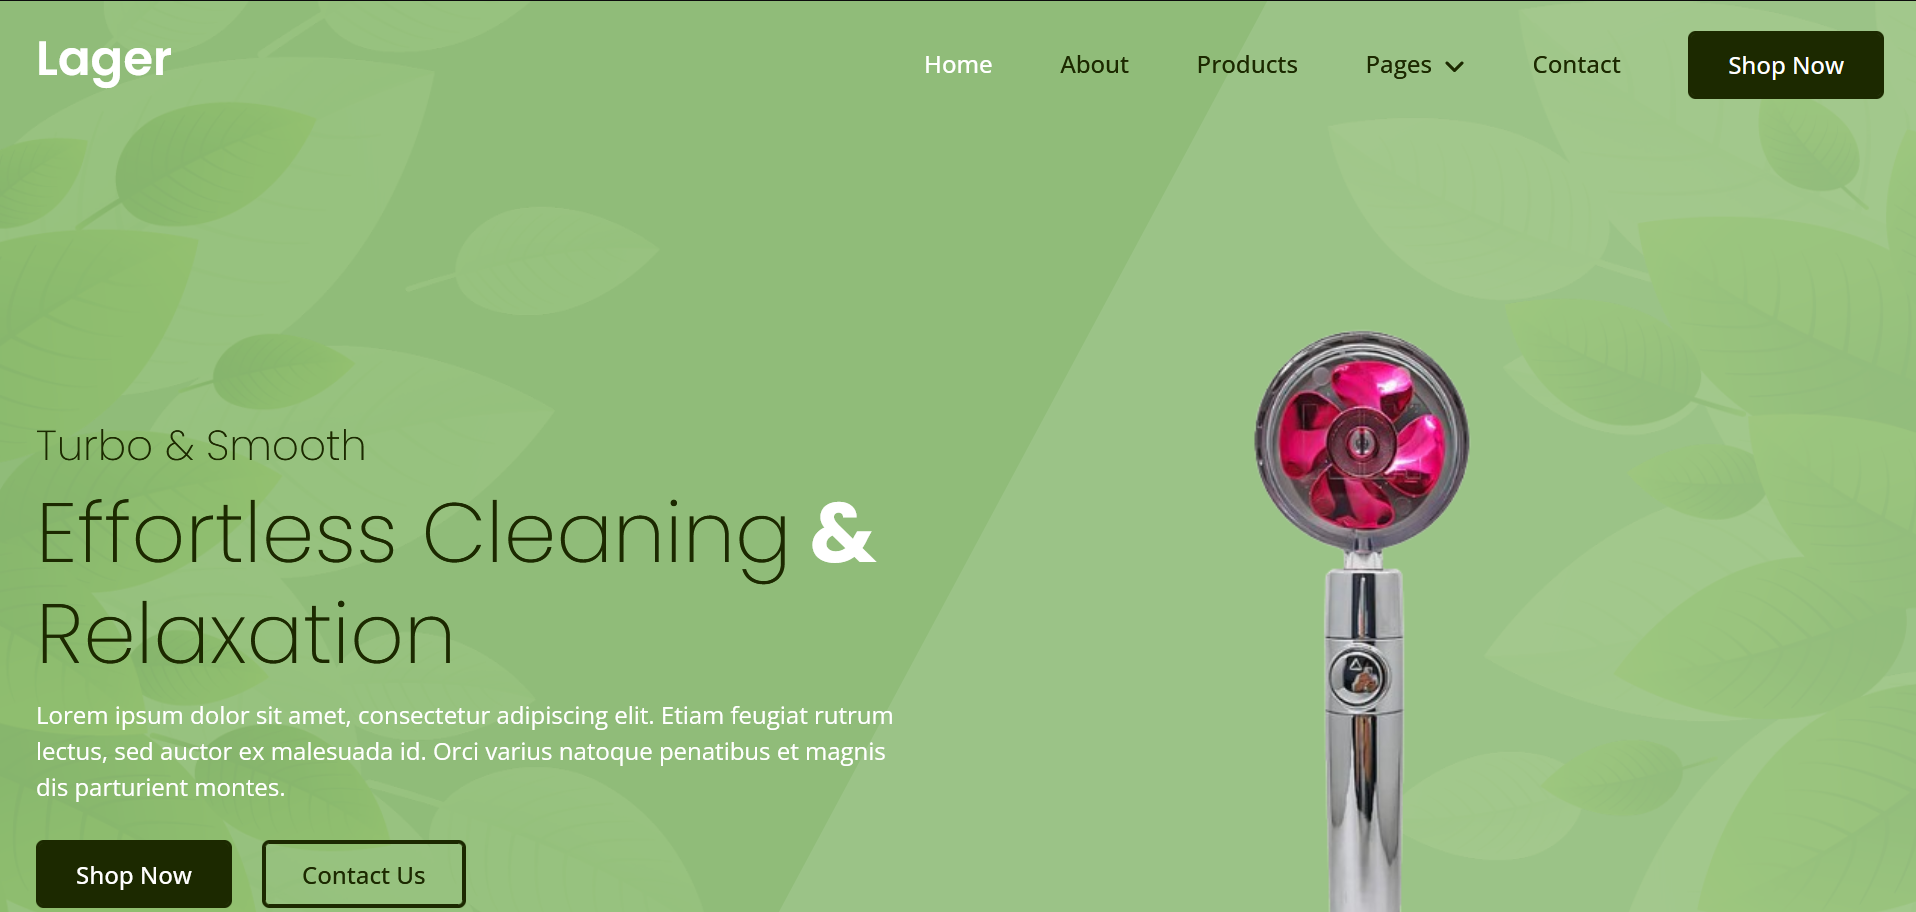 Lager
Home About Products Pages Contact Shop Now
Turbo & Smooth
Effortless Cleaning &
Relaxation
Lorem ipsum dolor sit amet, consectetur adipiscing elit. Etiam feugiat rutrum
lectus, sed auctor ex malesuada id. Orci varius natoque penatibus et magnis
dis parturient montes.
Shop Now Contact Us